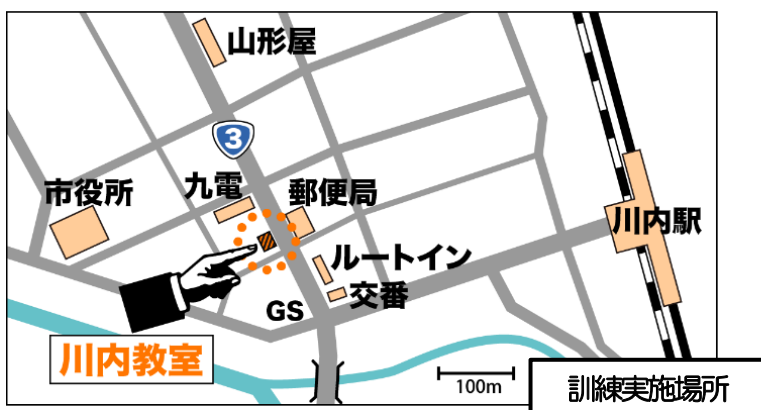 山形屋
3
市役所
九電
郵便局
川内駅
ルートイン
交番
GS
川内教室
100m
訓練実施場所